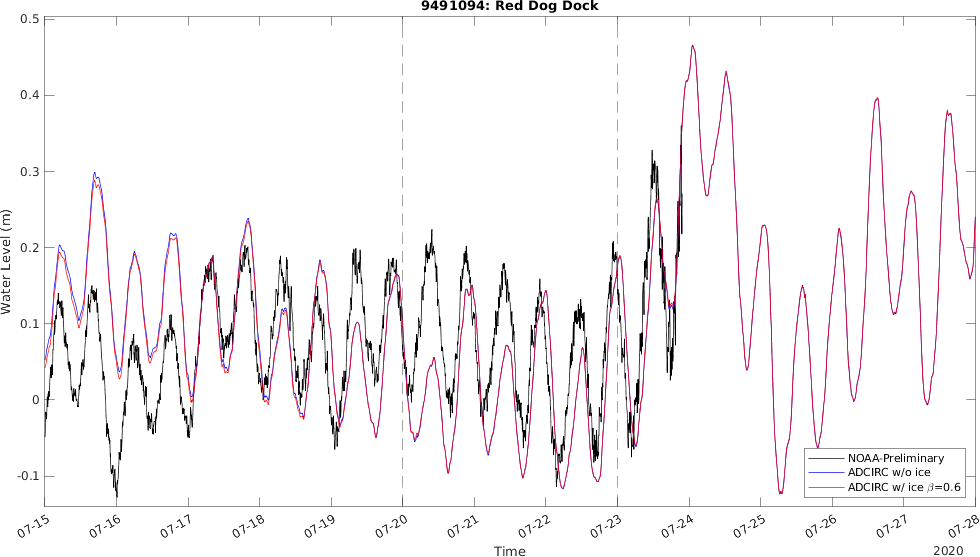 9491094: Red Dog Dock
0.5
0.4
0.3
0.2
0.1
0
-0.1
Water Level (m)
NOAA-Preliminary
ADCIRC w/o ice
ADCIRC w/ ice β=0.6
07-15 07-16 07-17 07-18 07-19 07-20 07-21 07-22 07-23 07-24 07-25 07-26 07-27 07-28
Time
2020